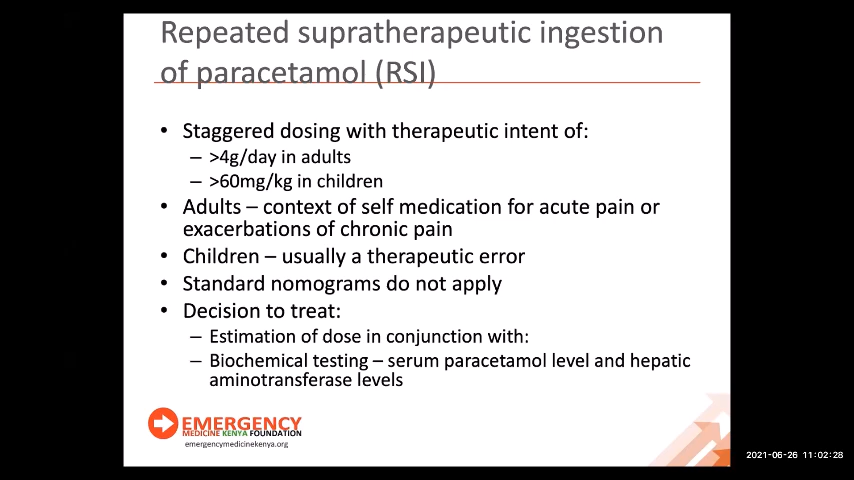 Repeated supratherapeutic ingestion
of paracetamol (RSI)
• Staggered dosing with therapeutic intent of:
– >4g/day in adults
– >60mg/kg in children
• Adults – context of self medication for acute pain or
exacerbations of chronic pain
• Children – usually a therapeutic error
• Standard nomograms do not apply
• Decision to treat:
– Estimation of dose in conjunction with:
– Biochemical testing – serum paracetamol level and hepatic
aminotransferase levels
EMERGENCY
MEDICINE KENYA FOUNDATION
emergencymedicinekenya.org
2021-06-26 11:02:28